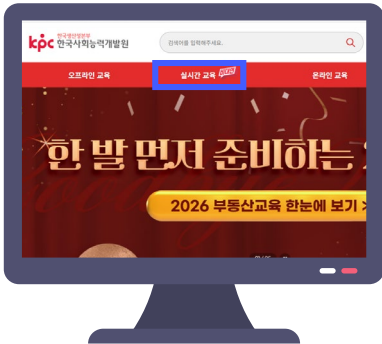 kpc 한국생산성본부
한국사회능력개발원
검색어를 입력해주세요.
오프라인 교육
실시간 교육
온라인 교육
한 발 먼저 준비하는
2026 부동산교육 한눈에 보기 >